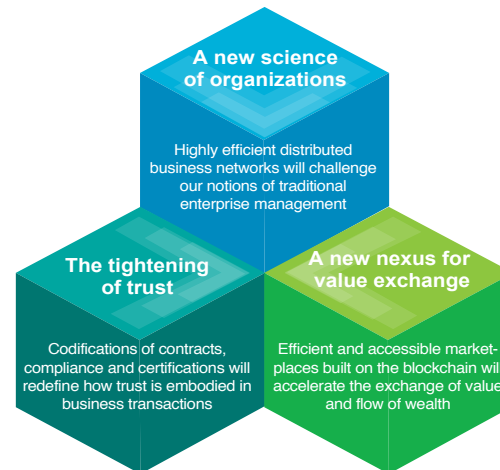 A new science
of organizations
Highly efficient distributed
business networks will challenge
our notions of traditional
enterprise management
The tightening
of trust
Codifications of contracts,
compliance and certifications will
redefine how trust is embodied in
business transactions
A new nexus for
value exchange
Efficient and accessible market-
places built on the blockchain will
accelerate the exchange of value
and flow of wealth